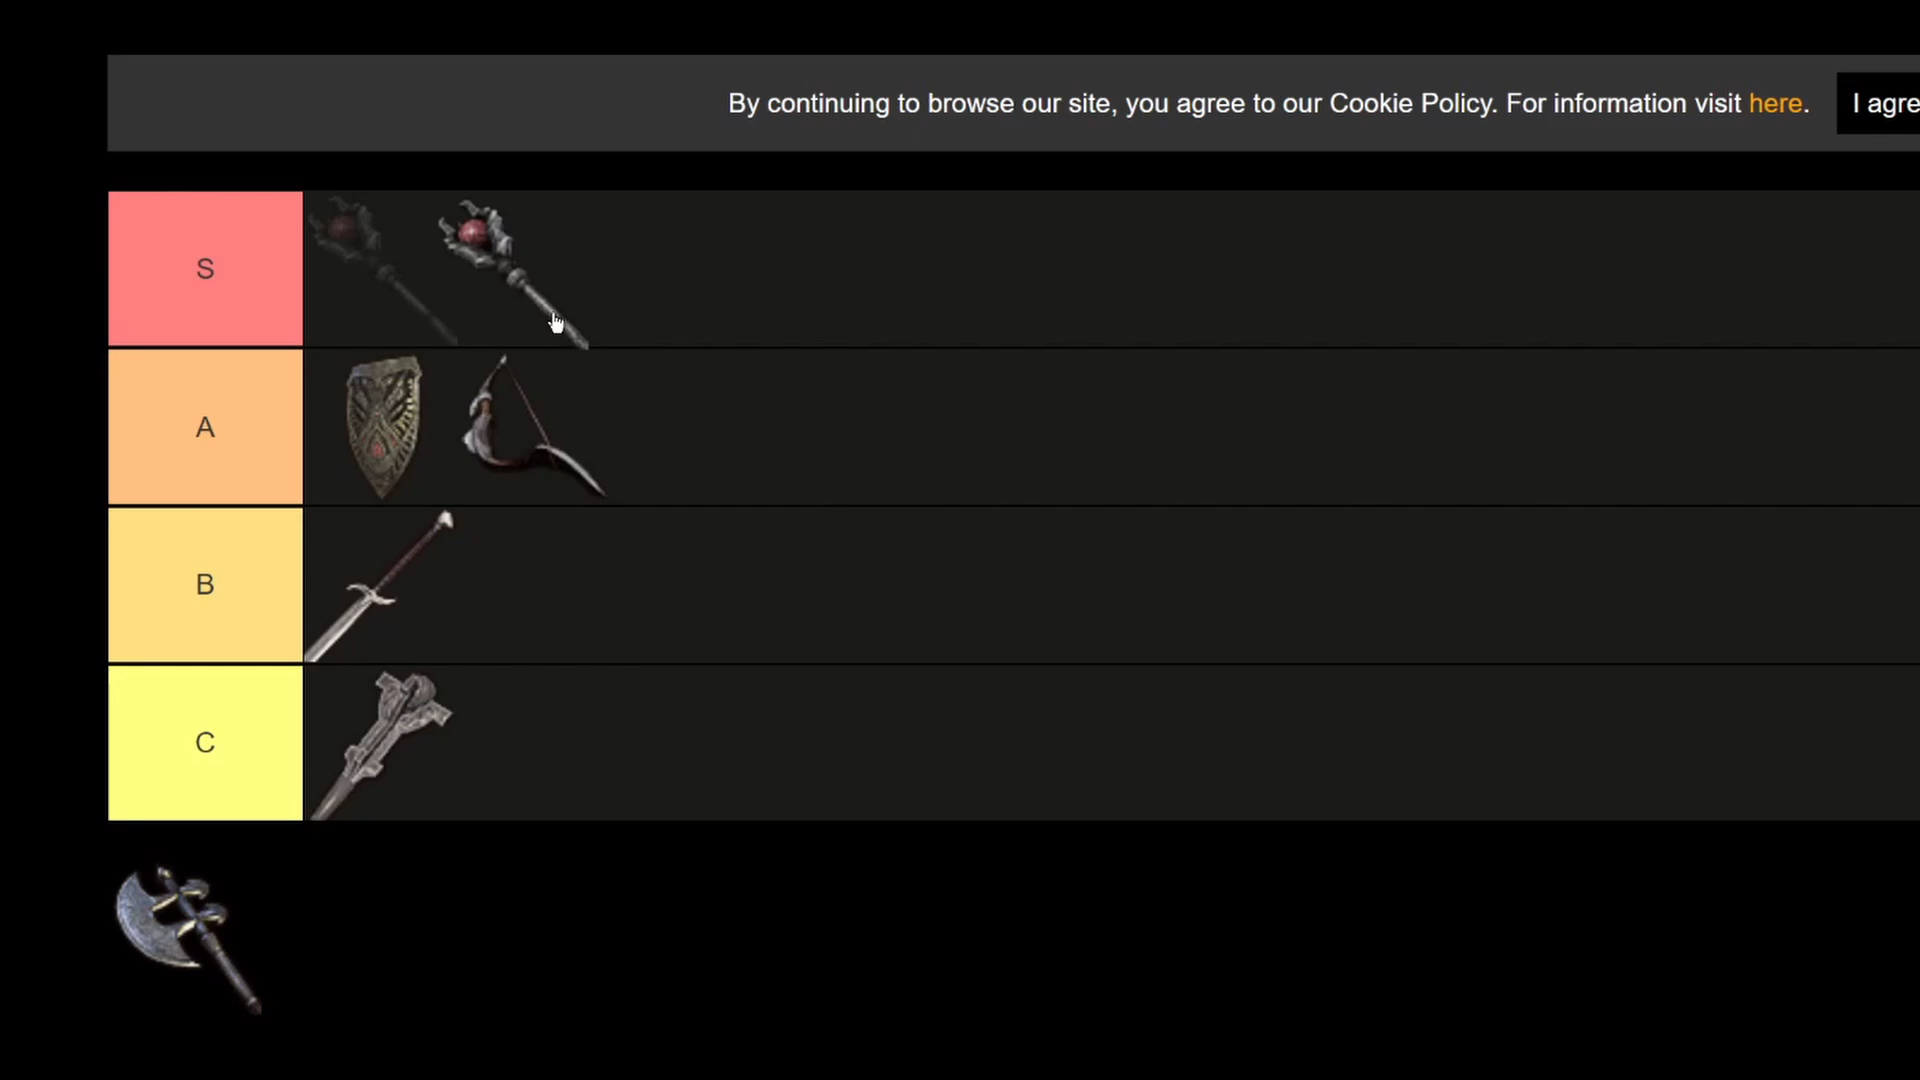 By continuing to browse our site, you agree to our Cookie Policy. For information visit here.
I agre
S
A
B
C